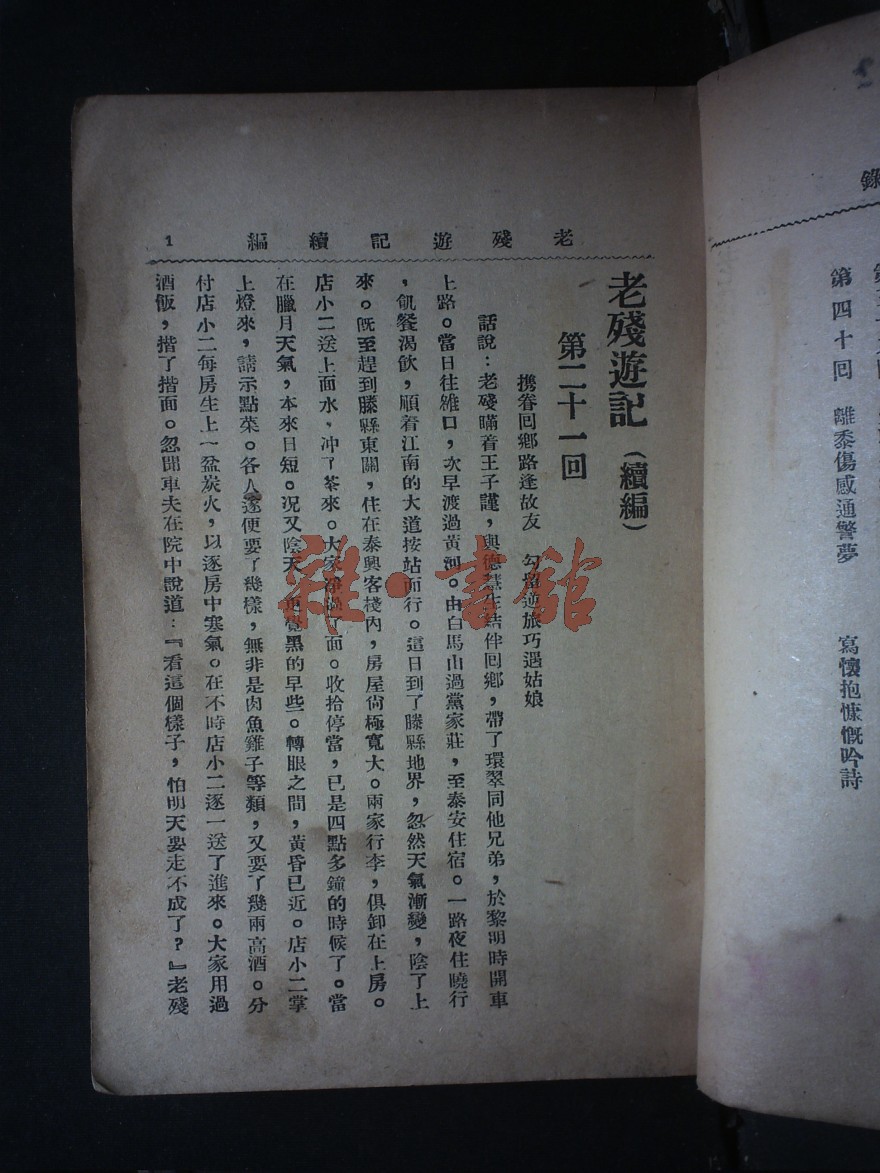 錄
第四十回　離黍傷感通警夢　寫懷抱慷慨吟詩
老殘遊記續編　1
老殘遊記（續編）
第二十一回
携眷回鄉路逢故友　勾留逆旅巧遇姑娘
話說：老殘瞞着王子謹，與德慧生結伴回鄉，帶了環翠同他兄弟，於黎明時開車
上路。當日往雒口，次早渡過黃河。由白馬山過黨家莊，至泰安住宿。一路夜住曉行
，飢餐渴飲，順着江南的大道按站而行。這日到了滕縣地界，忽然天氣漸變，陰了上
來。旣至趕到滕縣東關，住在泰興客棧內，房屋尙極寬大。兩家行李，俱卸在上房。
店小二送上面水，冲了茶來。大家過了面。收拾停當，已是四點多鐘的時候了。當
在臘月天氣，本來日短。況又陰天，更覺黑的早些。轉眼之間，黃昏已近。店小二掌
上燈來，請示點菜。各人遂便要了幾樣，無非是肉魚雞子等類，又要了幾兩高酒。分
付店小二每房生上一盆炭火，以逐房中寒氣。在不時店小二逐一送了進來。大家用過
酒飯，揩了揩面。忽聞車夫在院中說道：『看這個樣子，怕明天要走不成了？』老殘
雜·書館